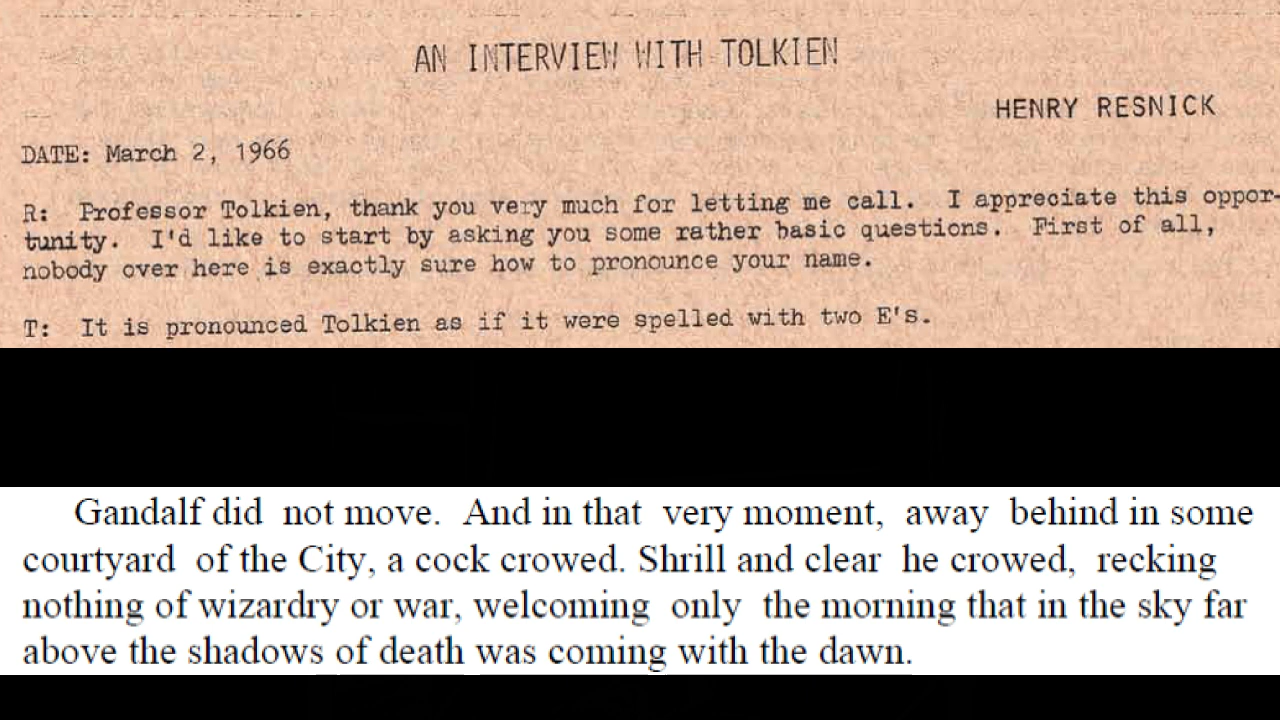 AN INTERVIEW WITH TOLKIEN
HENRY RESNICK
DATE: March 2, 1966
R: Professor Tolkien, thank you very much for letting me call. I appreciate this oppor-
tunity. I'd like to start by asking you some rather basic questions. First of all,
nobody over here is exactly sure how to pronounce your name.
T: It is pronounced Tolkien as if it were spelled with two E's.
Gandalf did not move. And in that very moment, away behind in some
courtyard of the City, a cock crowed. Shrill and clear he crowed, recking
nothing of wizardry or war, welcoming only the morning that in the sky far
above the shadows of death was coming with the dawn.